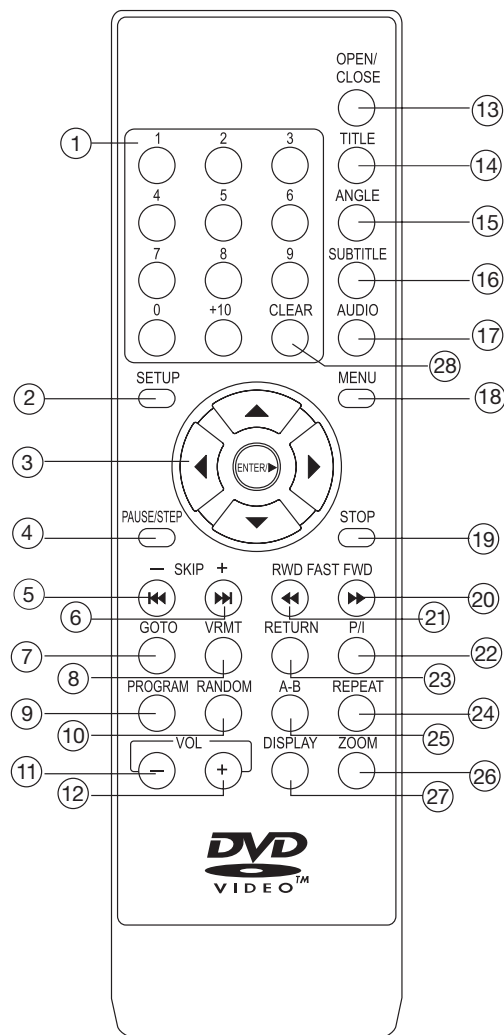 OPEN/
CLOSE
13
1
1 2 3
TITLE
14
4 5 6
ANGLE
15
7 8 9
SUBTITLE
16
0 +10 CLEAR
AUDIO
17
28
SETUP MENU
2
18
3
ENTER/▶
PAUSE/STEP STOP
4
19
− SKIP + RWD FAST FWD
5
6
21
20
GOTO VRMT RETURN P/I
7
8
23
22
PROGRAM RANDOM A-B REPEAT
9
10
25
24
VOL DISPLAY ZOOM
− +
11
12
27
26
DVD
VIDEO™